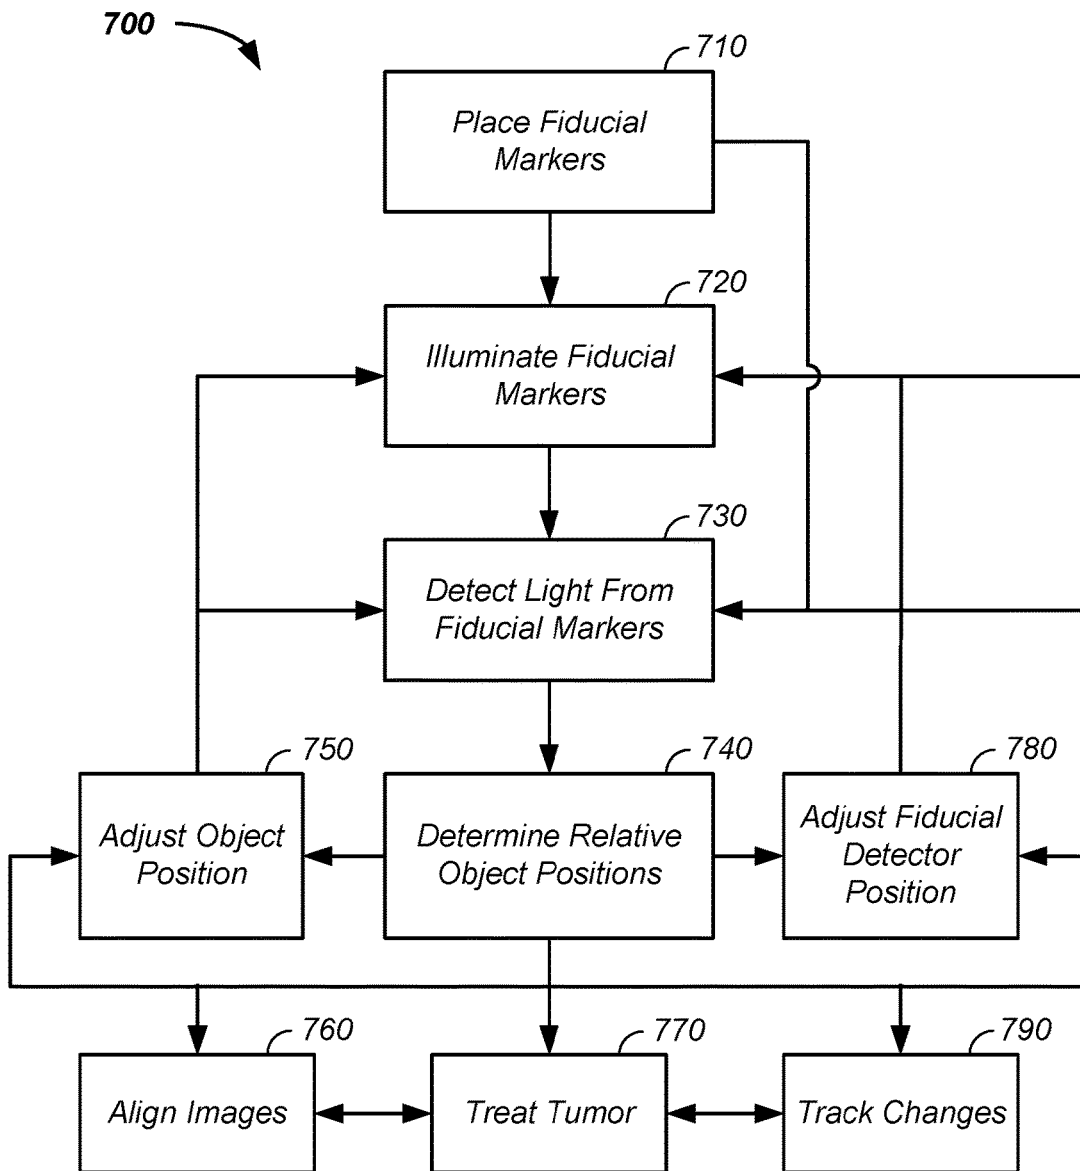 700
710
Place Fiducial
Markers
720
Illuminate Fiducial
Markers
730
Detect Light From
Fiducial Markers
750
Adjust Object
Position
740
Determine Relative
Object Positions
780
Adjust Fiducial
Detector
Position
760
Align Images
770
Treat Tumor
790
Track Changes